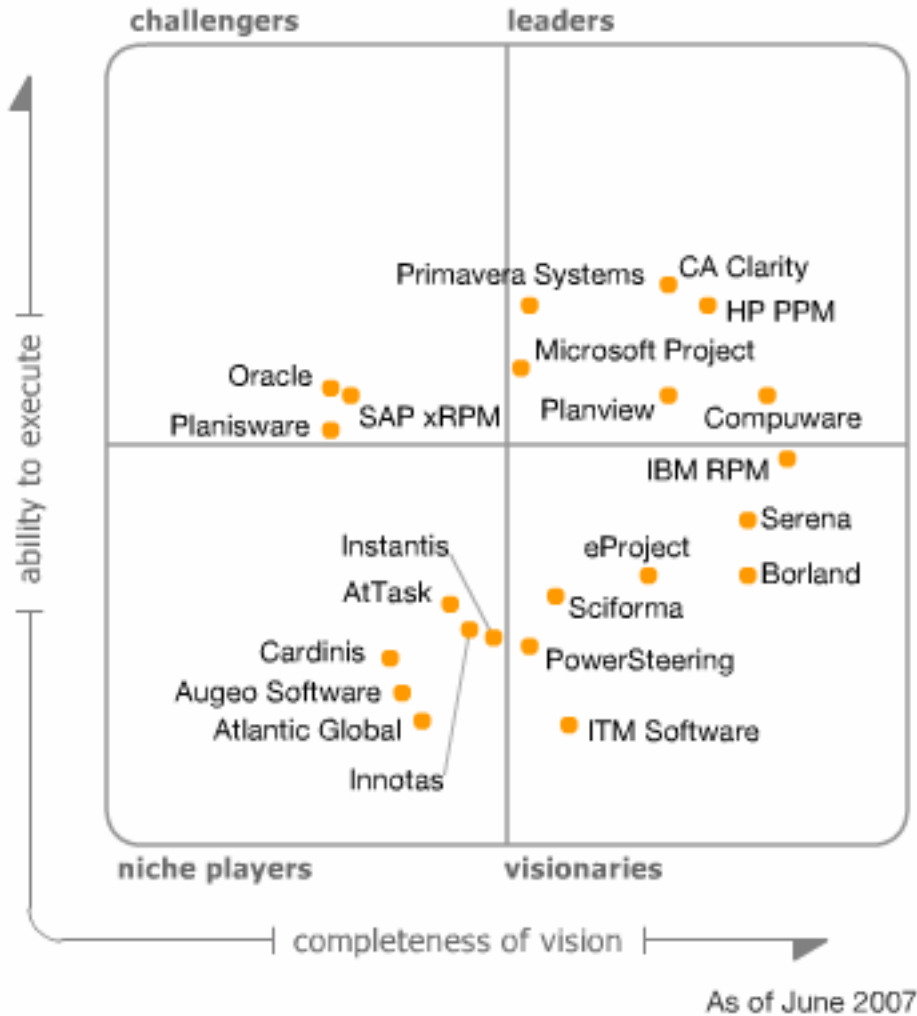 challengers
leaders
CA Clarity
Primavera Systems
HP PPM
Microsoft Project
Oracle
Planview
SAP xRPM
Compuware
Planisware
IBM RPM
Serena
Instantis
eProject
Borland
AtTask
Sciforma
Cardinis
PowerSteering
Augeo Software
Atlantic Global
ITM Software
Innotas
niche players
visionaries
ability to execute
completeness of vision
As of June 2007